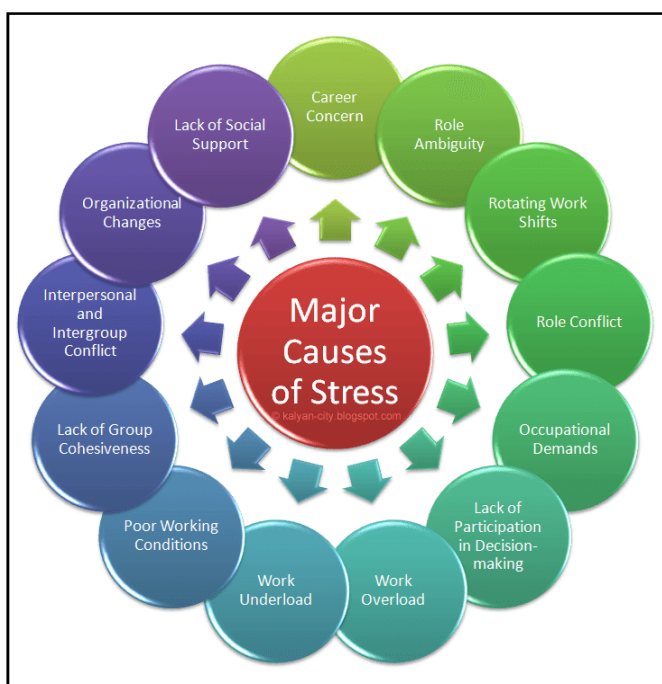 Major
Causes
of Stress
© kalyan-city.blogspot.com
Career
Concern
Role
Ambiguity
Rotating Work
Shifts
Role Conflict
Occupational
Demands
Lack of
Participation
in Decision-
making
Work
Overload
Work
Underload
Poor Working
Conditions
Lack of Group
Cohesiveness
Interpersonal
and
Intergroup
Conflict
Organizational
Changes
Lack of Social
Support